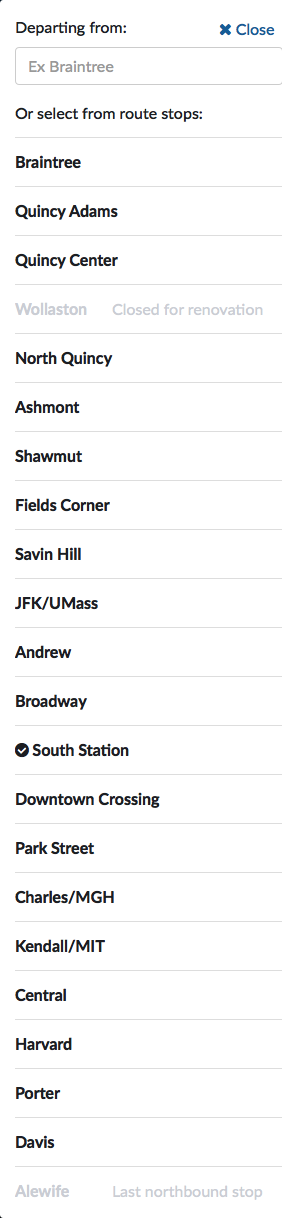 Departing from:
Close
Ex Braintree
Or select from route stops:
Braintree
Quincy Adams
Quincy Center
Wollaston Closed for renovation
North Quincy
Ashmont
Shawmut
Fields Corner
Savin Hill
JFK/UMass
Andrew
Broadway
South Station
Downtown Crossing
Park Street
Charles/MGH
Kendall/MIT
Central
Harvard
Porter
Davis
Alewife Last northbound stop